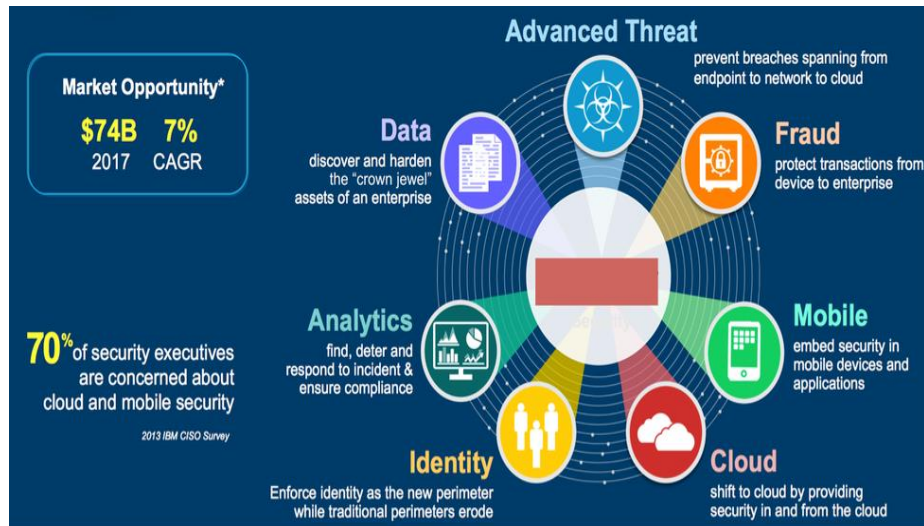 Market Opportunity*
$74B 7%
2017 CAGR
70% of security executives
are concerned about
cloud and mobile security
2013 IBM CISO Survey
Advanced Threat
prevent breaches spanning from
endpoint to network to cloud
Data
discover and harden
the “crown jewel”
assets of an enterprise
Fraud
protect transactions from
device to enterprise
Analytics
find, deter and
respond to incident &
ensure compliance
Mobile
embed security in
mobile devices and
applications
Identity
Enforce identity as the new perimeter
while traditional perimeters erode
Cloud
shift to cloud by providing
security in and from the cloud